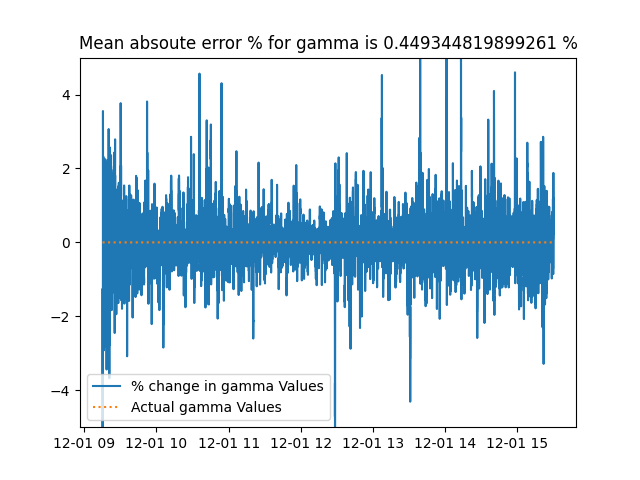 Mean absoute error % for gamma is 0.449344819899261 %
4
2
0
−2
−4
% change in gamma Values
Actual gamma Values
12-01 09 12-01 10 12-01 11 12-01 12 12-01 13 12-01 14 12-01 15